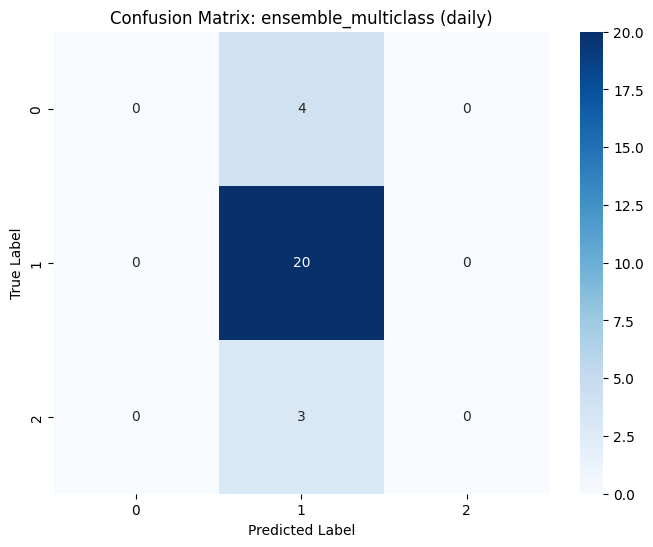 Confusion Matrix: ensemble_multiclass (daily)
True Label
0
0 4 0
1
0 20 0
2
0 3 0
0 1 2
Predicted Label
20.0
17.5
15.0
12.5
10.0
7.5
5.0
2.5
0.0